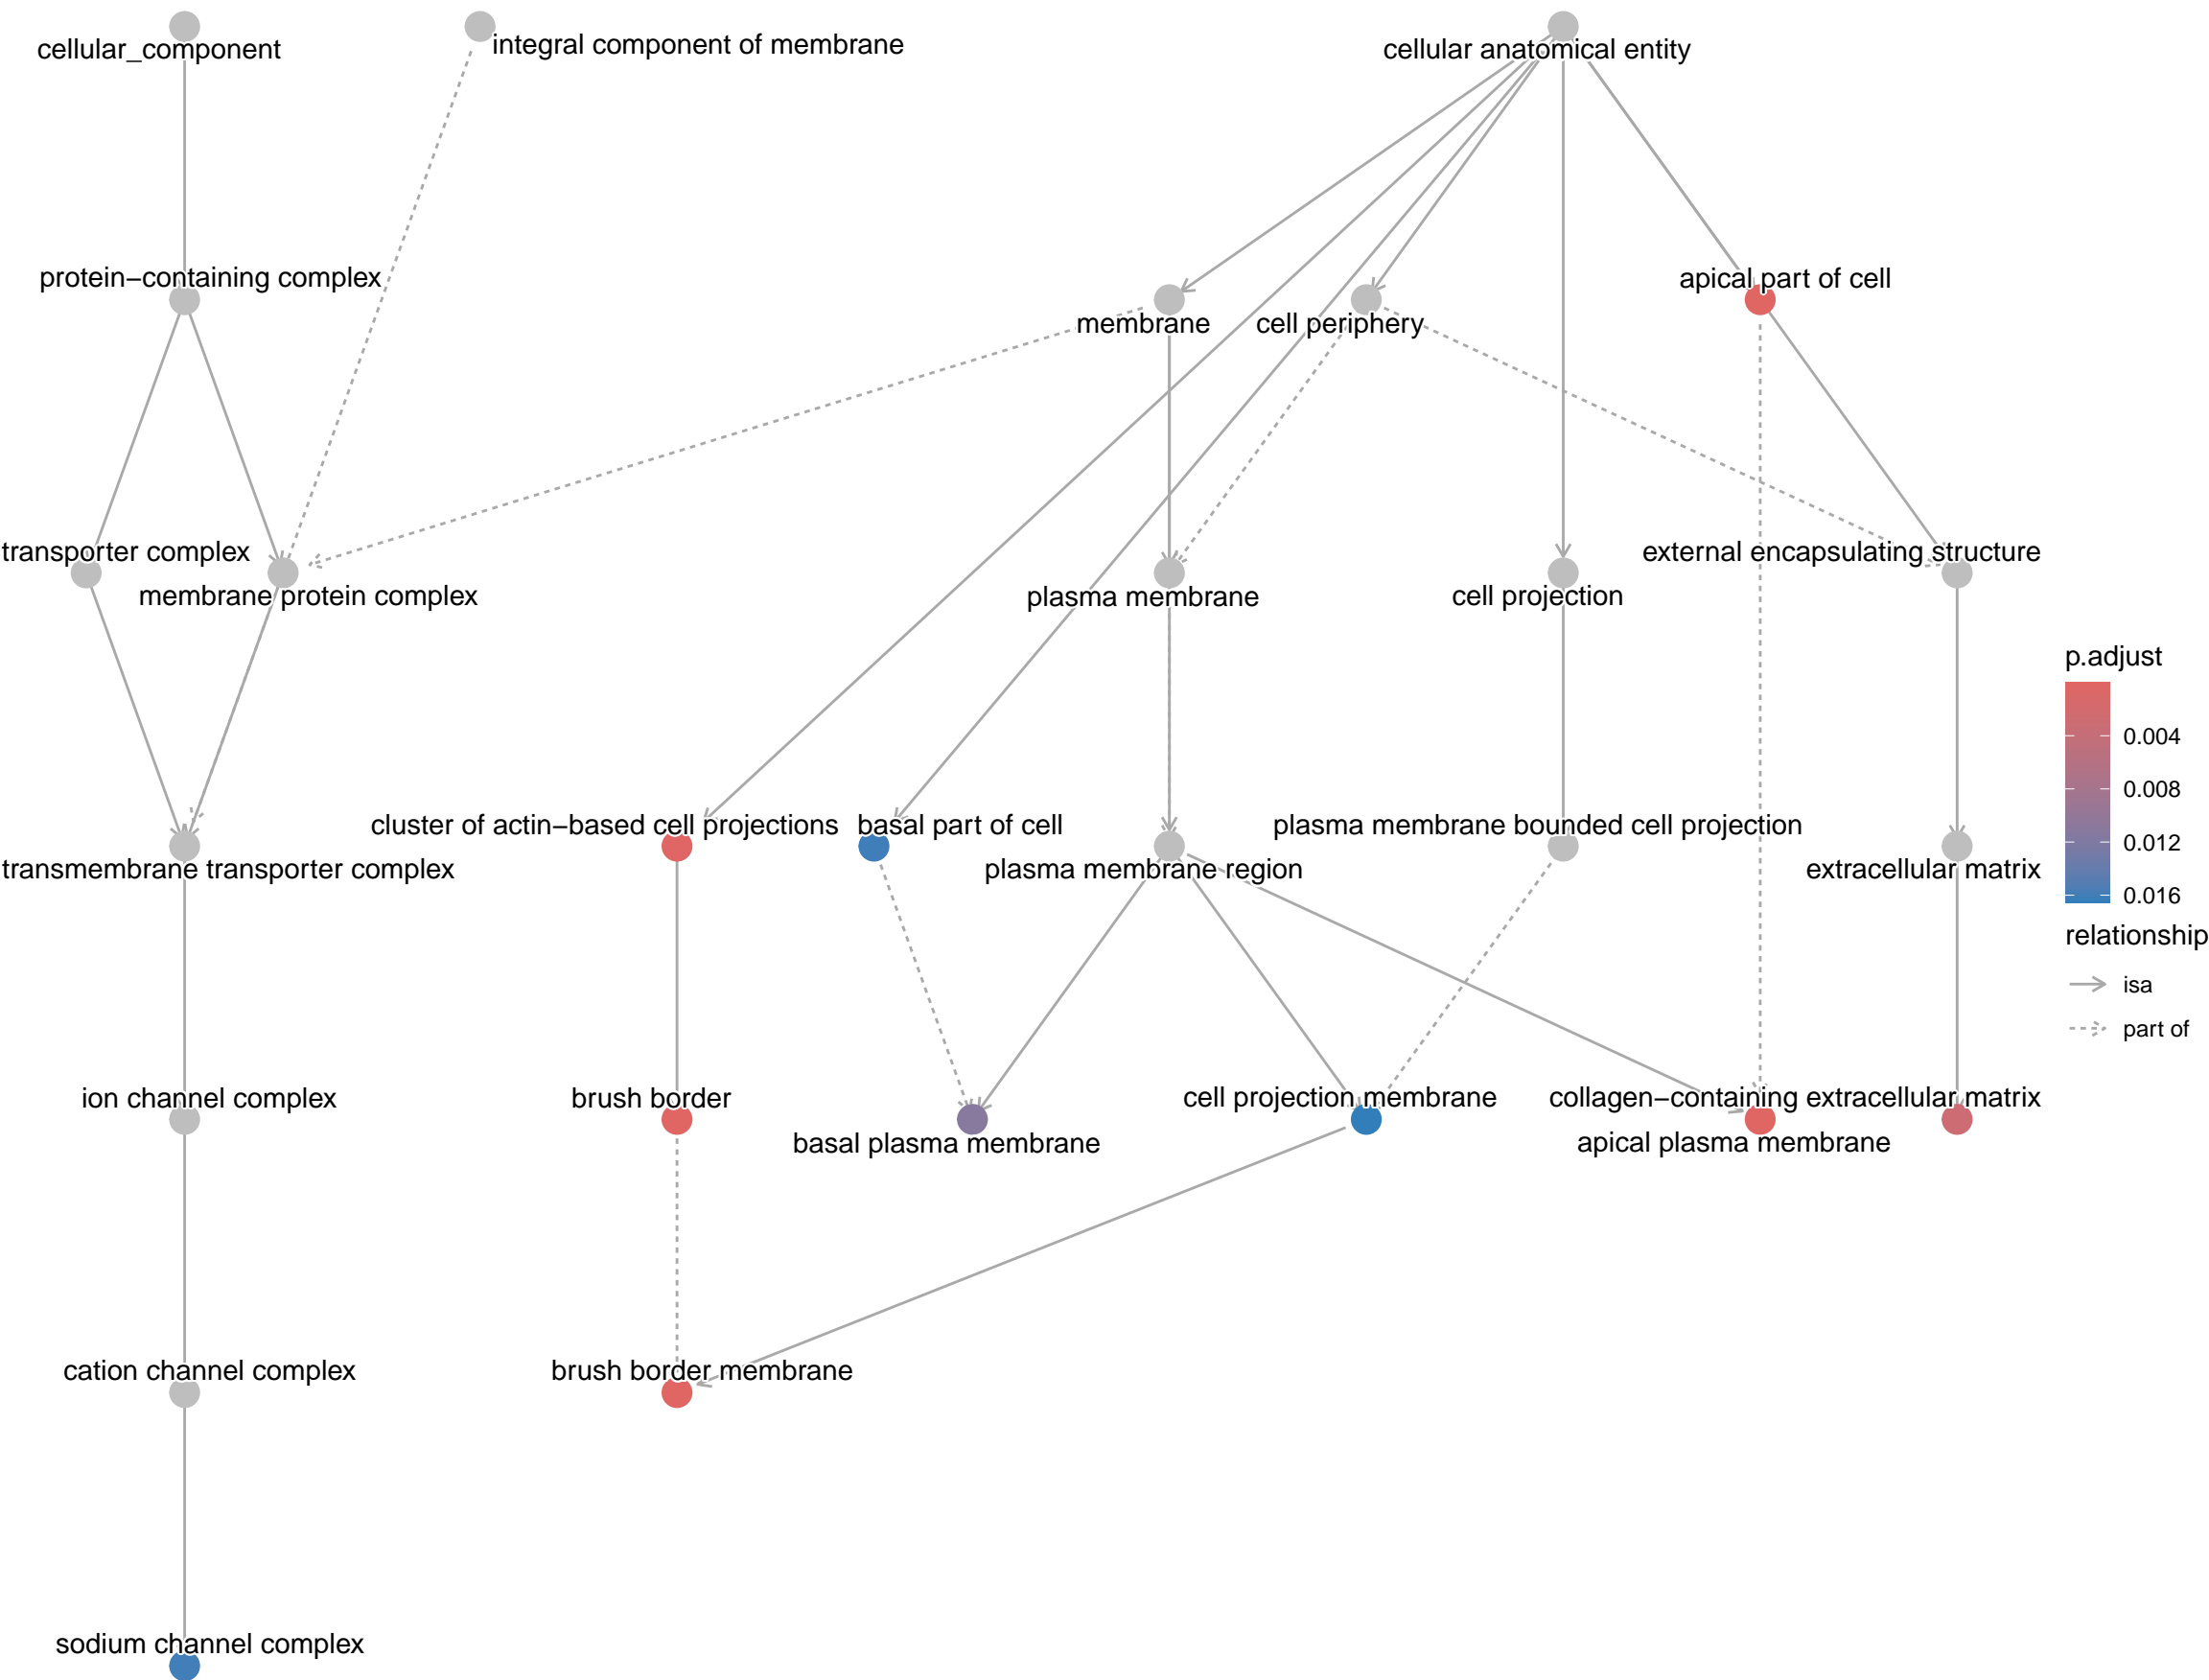 cellular_component
integral component of membrane
cellular anatomical entity
protein−containing complex
apical part of cell
membrane
cell periphery
transporter complex
external encapsulating structure
membrane protein complex
plasma membrane
cell projection
p.adjust
0.004
0.008
0.012
0.016
cluster of actin−based cell projections
basal part of cell
plasma membrane bounded cell projection
transmembrane transporter complex
plasma membrane region
extracellular matrix
relationship
isa
part of
ion channel complex
brush border
cell projection membrane
collagen−containing extracellular matrix
basal plasma membrane
apical plasma membrane
cation channel complex
brush border membrane
sodium channel complex